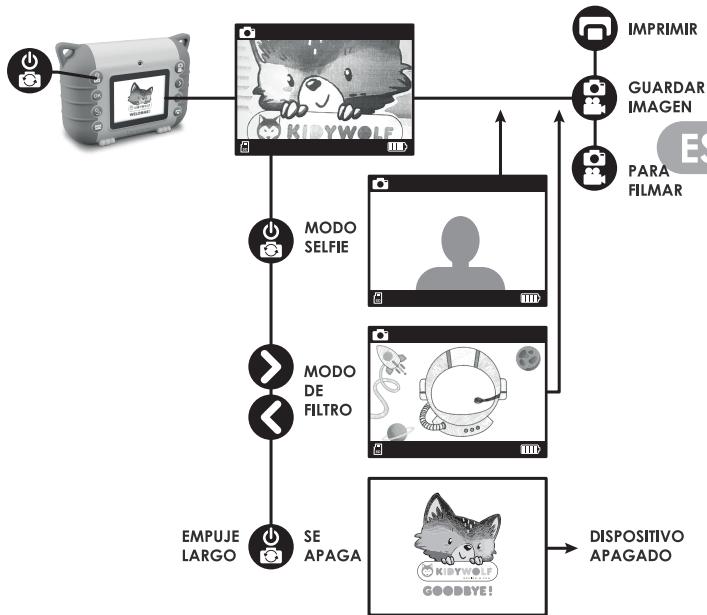 IMPRIMIR
GUARDAR
IMAGEN
ES
PARA
FILMAR
OK
WELCOME!
KIDYWOLF
MODO
SELFIE
MODO
DE
FILTRO
EMPUJE
LARGO
SE
APAGA
KIDYWOLF
GOODBYE!
DISPOSITIVO
APAGADO